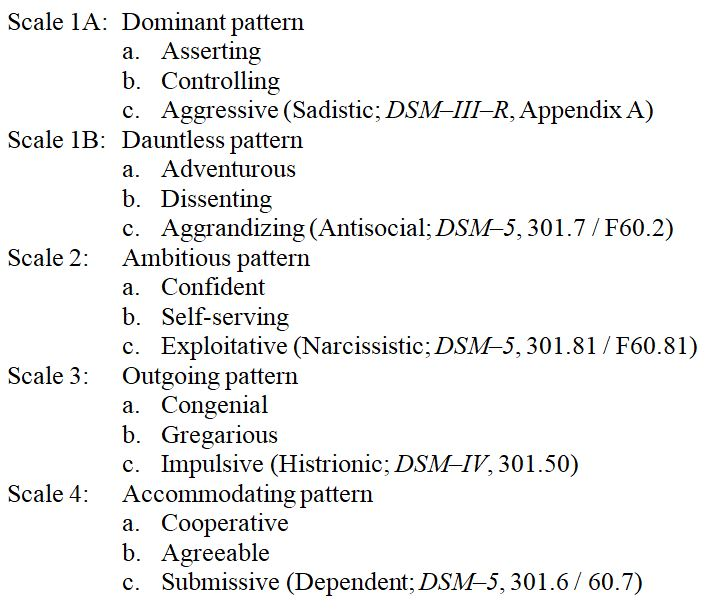 Scale 1A: Dominant pattern
a. Asserting
b. Controlling
c. Aggressive (Sadistic; DSM–III–R, Appendix A)
Scale 1B: Dauntless pattern
a. Adventurous
b. Dissenting
c. Aggrandizing (Antisocial; DSM–5, 301.7 / F60.2)
Scale 2: Ambitious pattern
a. Confident
b. Self-serving
c. Exploitative (Narcissistic; DSM–5, 301.81 / F60.81)
Scale 3: Outgoing pattern
a. Congenial
b. Gregarious
c. Impulsive (Histrionic; DSM–IV, 301.50)
Scale 4: Accommodating pattern
a. Cooperative
b. Agreeable
c. Submissive (Dependent; DSM–5, 301.6 / 60.7)